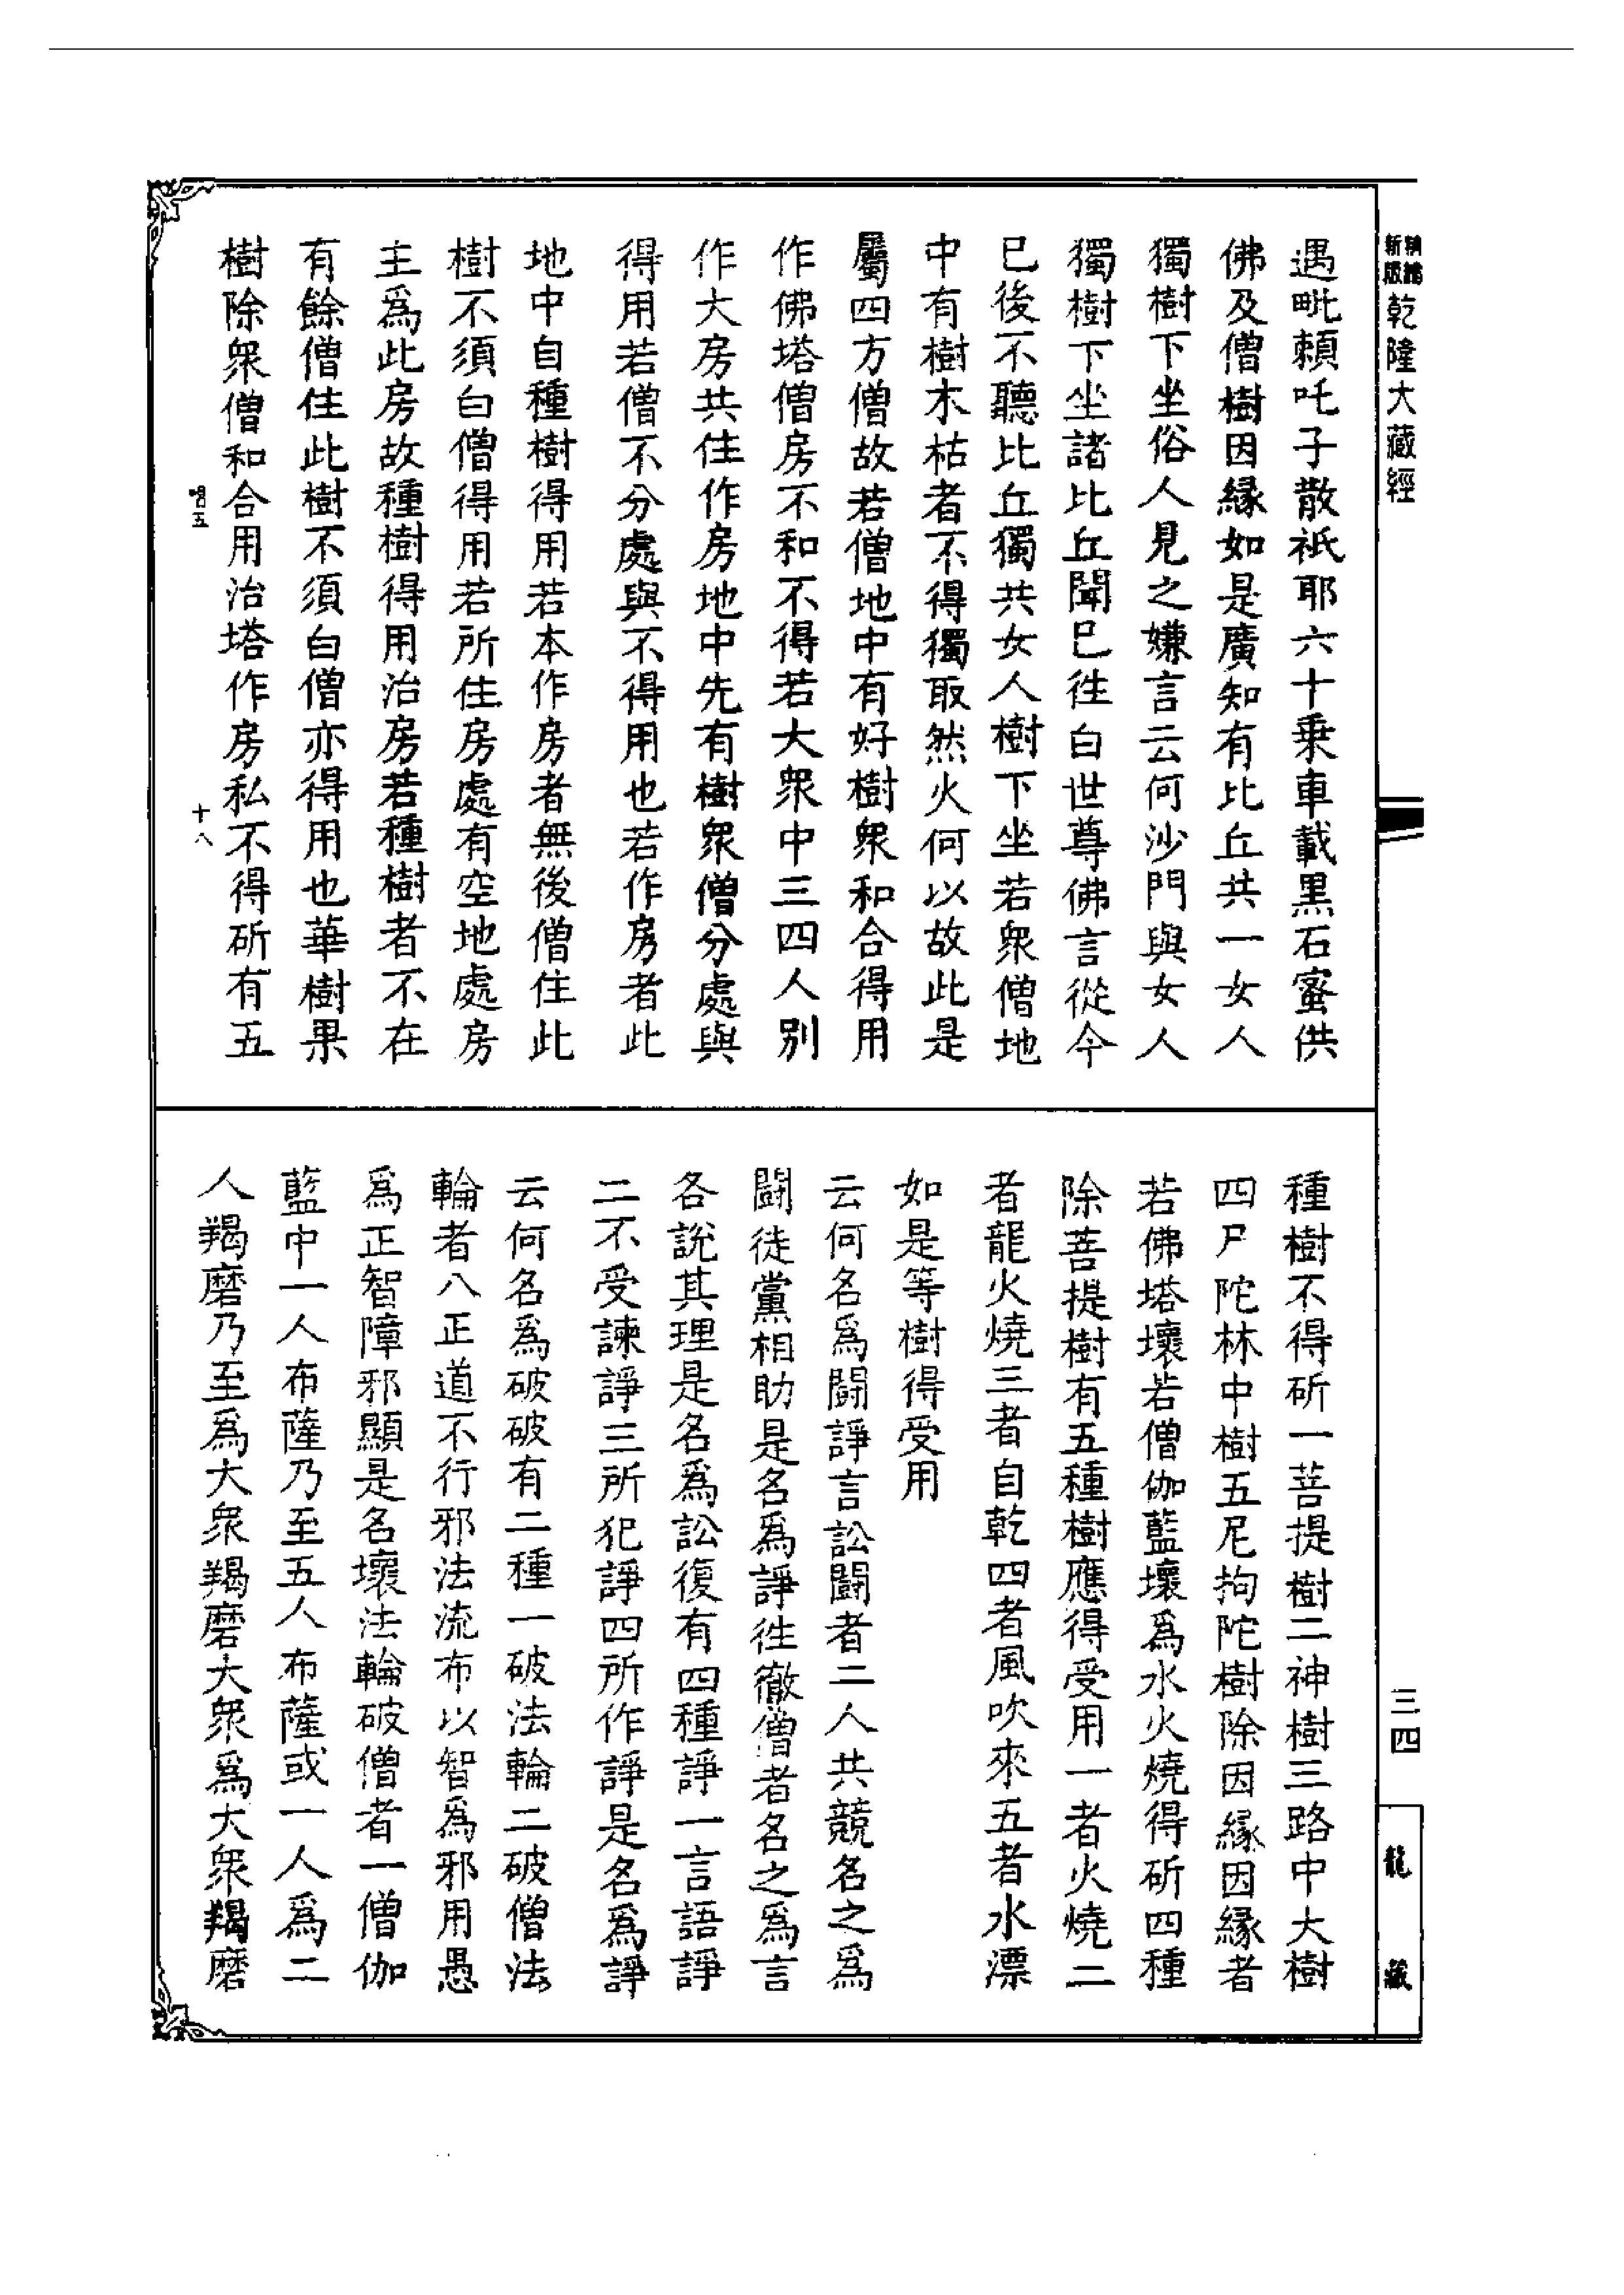 精縮
新版
乾隆大藏經
遇毗賴吒子散祇耶六十乗車載黒石蜜供
佛及僧樹因緣如是廣知有比丘共一女人
獨樹下坐俗人見之嫌言云何沙門與女人
獨樹下坐諸比丘聞已徃白世尊佛言從今
已後不聽比丘獨共女人樹下坐若衆僧地
中有樹木枯者不得獨取然火何以故此是
屬四方僧故若僧地中有好樹衆和合得用
作佛塔僧房不和不得若大衆中三四人別
作大房共住作房地中先有樹衆僧分處與
得用若僧不分處與不得用也若作房者此
地中自種樹得用若本作房者無後僧住此
樹不須白僧得用若所住房處有空地處房
主爲此房故種樹得用治房若種樹者不在
有餘僧住此樹不須白僧亦得用也華樹果
樹除衆僧和合用治塔作房私不得斫有五
十八
種樹不得斫一菩提樹二神樹三路中大樹
四尸陀林中樹五尼拘陀樹除因緣因緣者
若佛塔壞若僧伽藍壞爲水火燒得斫四種
除菩提樹有五種樹應得受用一者火燒二
者龍火燒三者自乾四者風吹來五者水漂
如是等樹得受用
云何名爲鬪諍言訟鬪者二人共競名之爲
鬪徒黨相助是名爲諍徃徹僧者名之爲言
各說其理是名爲訟復有四種諍一言語諍
二不受諫諍三所犯諍四所作諍是名爲諍
云何名爲破破有二種一破法輪二破僧法
輪者八正道不行邪法流布以智爲邪用愚
爲正智障邪顯是名壞法輪破僧者一僧伽
藍中一人布薩乃至五人布薩或一人爲二
人羯磨乃至爲大衆羯磨大衆爲大衆羯磨
三四
龍藏